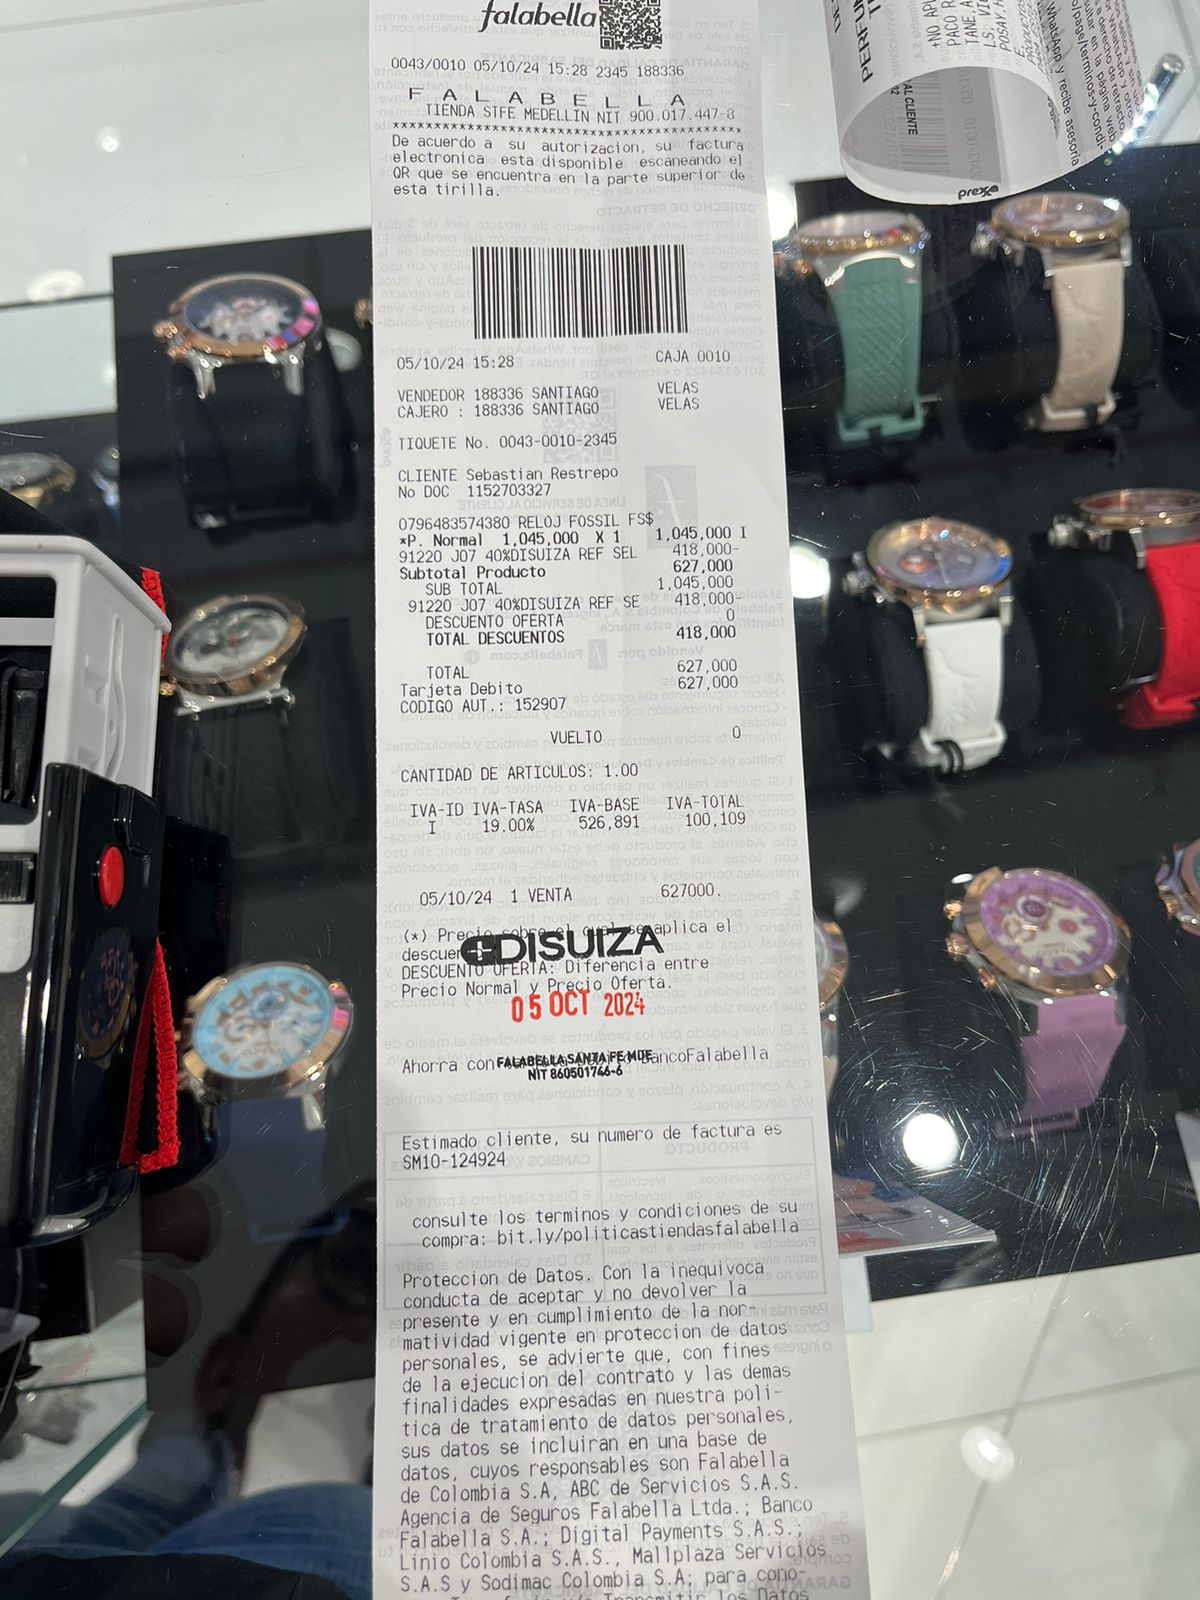 falabella
0043/0010 05/10/24 15:28 2345 188336
F A L A B E L L A
TIENDA STFE MEDELLIN NIT 900.017.447-8
****************************************
De acuerdo a su autorizacion, su factura
electronica esta disponible escaneando el
QR que se encuentra en la parte superior de
esta tirilla.
05/10/24 15:28 CAJA 0010
VENDEDOR 188336 SANTIAGO VELAS
CAJERO : 188336 SANTIAGO VELAS
TIQUETE No. 0043-0010-2345
CLIENTE Sebastian Restrepo
No DOC 1152703327
0796483574380 RELOJ FOSSIL FS$
*P. Normal 1,045,000 X 1 1,045,000 I
91220 J07 40%DISUIZA REF SEL 418,000-
Subtotal Producto 627,000
SUB TOTAL 1,045,000
91220 J07 40%DISUIZA REF SE 418,000-
DESCUENTO OFERTA 0
TOTAL DESCUENTOS 418,000
TOTAL 627,000
Tarjeta Debito 627,000
CODIGO AUT.: 152907
VUELTO 0
CANTIDAD DE ARTICULOS: 1.00
IVA-ID IVA-TASA IVA-BASE IVA-TOTAL
I 19.00% 526,891 100,109
05/10/24 1 VENTA 627000.
(*) Precio sobre el cual se aplica el
descuen
DISUIZA
DESCUENTO OFERTA: Diferencia entre
Precio Normal y Precio Oferta.
05 OCT 2024
Ahorra con BancoFalabella
FALABELLA SANTA FE MDE
NIT 860501746-6
Estimado cliente, su numero de factura es
SM10-124924
consulte los terminos y condiciones de su
compra: bit.ly/politicastiendasfalabella
Proteccion de Datos. Con la inequivoca
conducta de aceptar y no devolver la
presente y en cumplimiento de la nor-
matividad vigente en proteccion de datos
personales, se advierte que, con fines
de la ejecucion del contrato y las demas
finalidades expresadas en nuestra poli-
tica de tratamiento de datos personales,
sus datos se incluiran en una base de
datos, cuyos responsables son Falabella
de Colombia S.A, ABC de Servicios S.A.S.
Agencia de Seguros Falabella Ltda.; Banco
Falabella S.A.; Digital Payments S.A.S.,
Linio Colombia S.A.S., Mallplaza Servicios
S.A.S y Sodimac Colombia S.A; para cono-
los Datos
prexxe
AL CLIENTE
0043/0010
WhatsApp y recibe asesoría